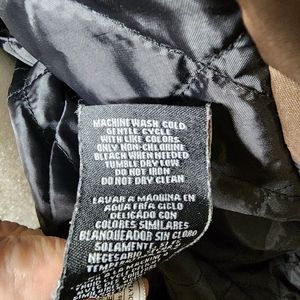 MACHINE WASH COLD
GENTLE CYCLE
WITH LIKE COLORS
ONLY NON-CHLORINE
BLEACH WHEN NEEDED
TUMBLE DRY LOW
DO NOT IRON
DO NOT DRY CLEAN
LAVAR A MAQUINA EN
AGUA FRIA CICLO
DELICADO CON
COLORES SIMILARES
BLANQUEADOR SIN CLORO
SOLAMENTE
NECESARIO